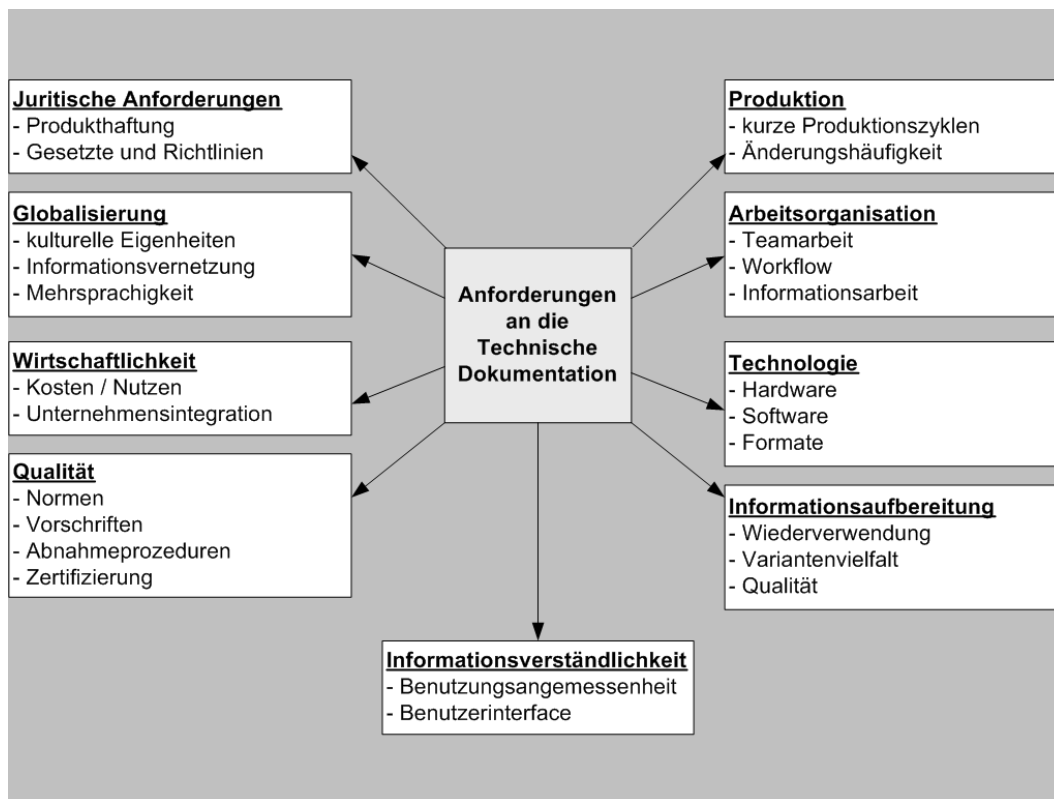 Juritische Anforderungen
- Produkthaftung
- Gesetzte und Richtlinien
Globalisierung
- kulturelle Eigenheiten
- Informationsvernetzung
- Mehrsprachigkeit
Wirtschaftlichkeit
- Kosten / Nutzen
- Unternehmensintegration
Qualität
- Normen
- Vorschriften
- Abnahmeprozeduren
- Zertifizierung
Anforderungen
an die
Technische
Dokumentation
Produktion
- kurze Produktionszyklen
- Änderungshäufigkeit
Arbeitsorganisation
- Teamarbeit
- Workflow
- Informationsarbeit
Technologie
- Hardware
- Software
- Formate
Informationsaufbereitung
- Wiederverwendung
- Variantenvielfalt
- Qualität
Informationsverständlichkeit
- Benutzungsangemessenheit
- Benutzerinterface